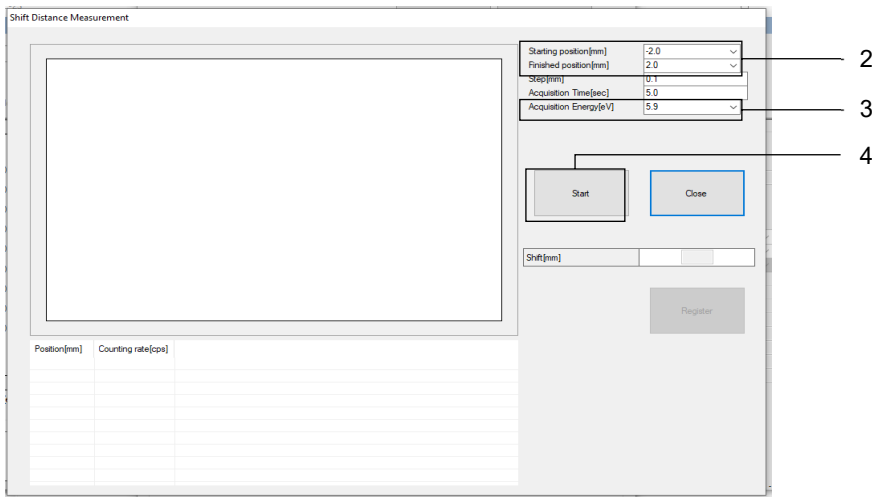 Shift Distance Measurement
Starting position[mm] -2.0
Finished position[mm] 2.0
Step[mm] 0.1
Acquisition Time[sec] 5.0
Acquisition Energy[eV] 5.9
2
3
4
Start Close
Shift[mm]
Register
Position[mm] Counting rate[cps]